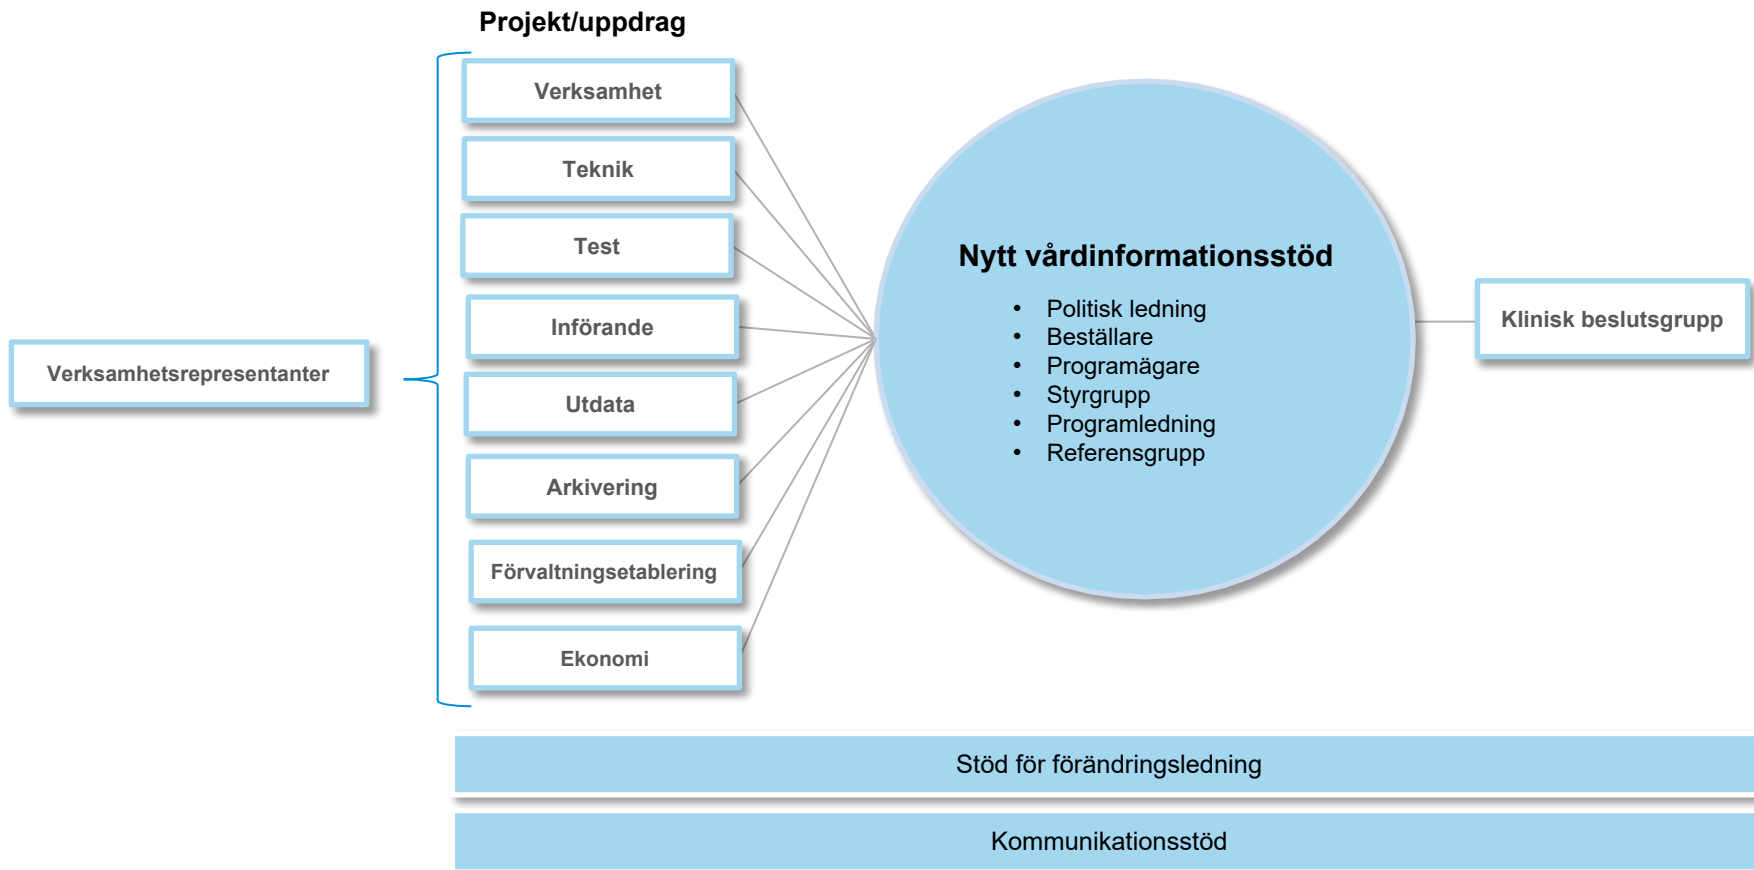 Projekt/uppdrag
Verksamhetsrepresentanter
Verksamhet
Teknik
Test
Införande
Utdata
Arkivering
Förvaltningsetablering
Ekonomi
Nytt vårdinformationsstöd
• Politisk ledning
• Beställare
• Programägare
• Styrgrupp
• Programledning
• Referensgrupp
Klinisk beslutsgrupp
Stöd för förändringsledning
Kommunikationsstöd